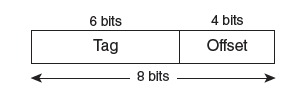 6 bits 4 bits
Tag Offset
8 bits